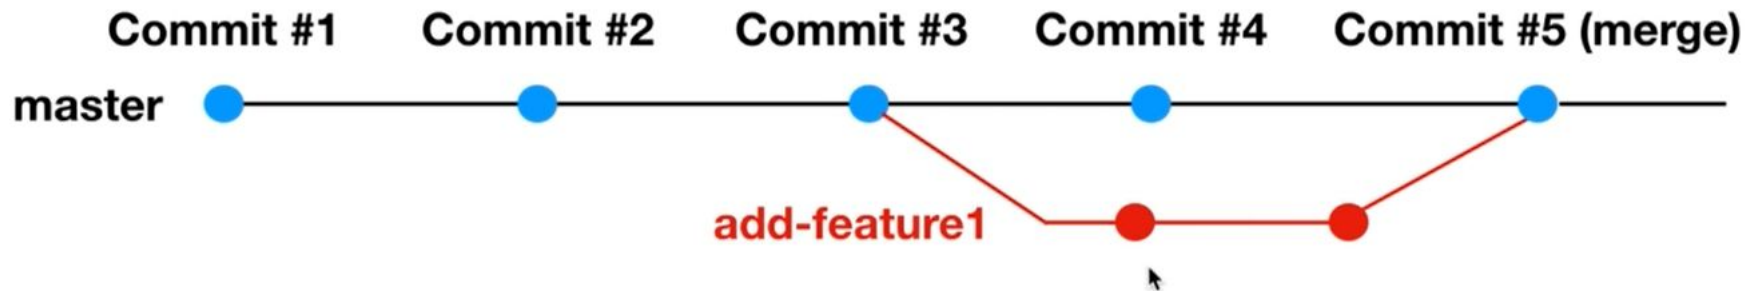 Commit #1 Commit #2 Commit #3 Commit #4 Commit #5 (merge)
master
add-feature1